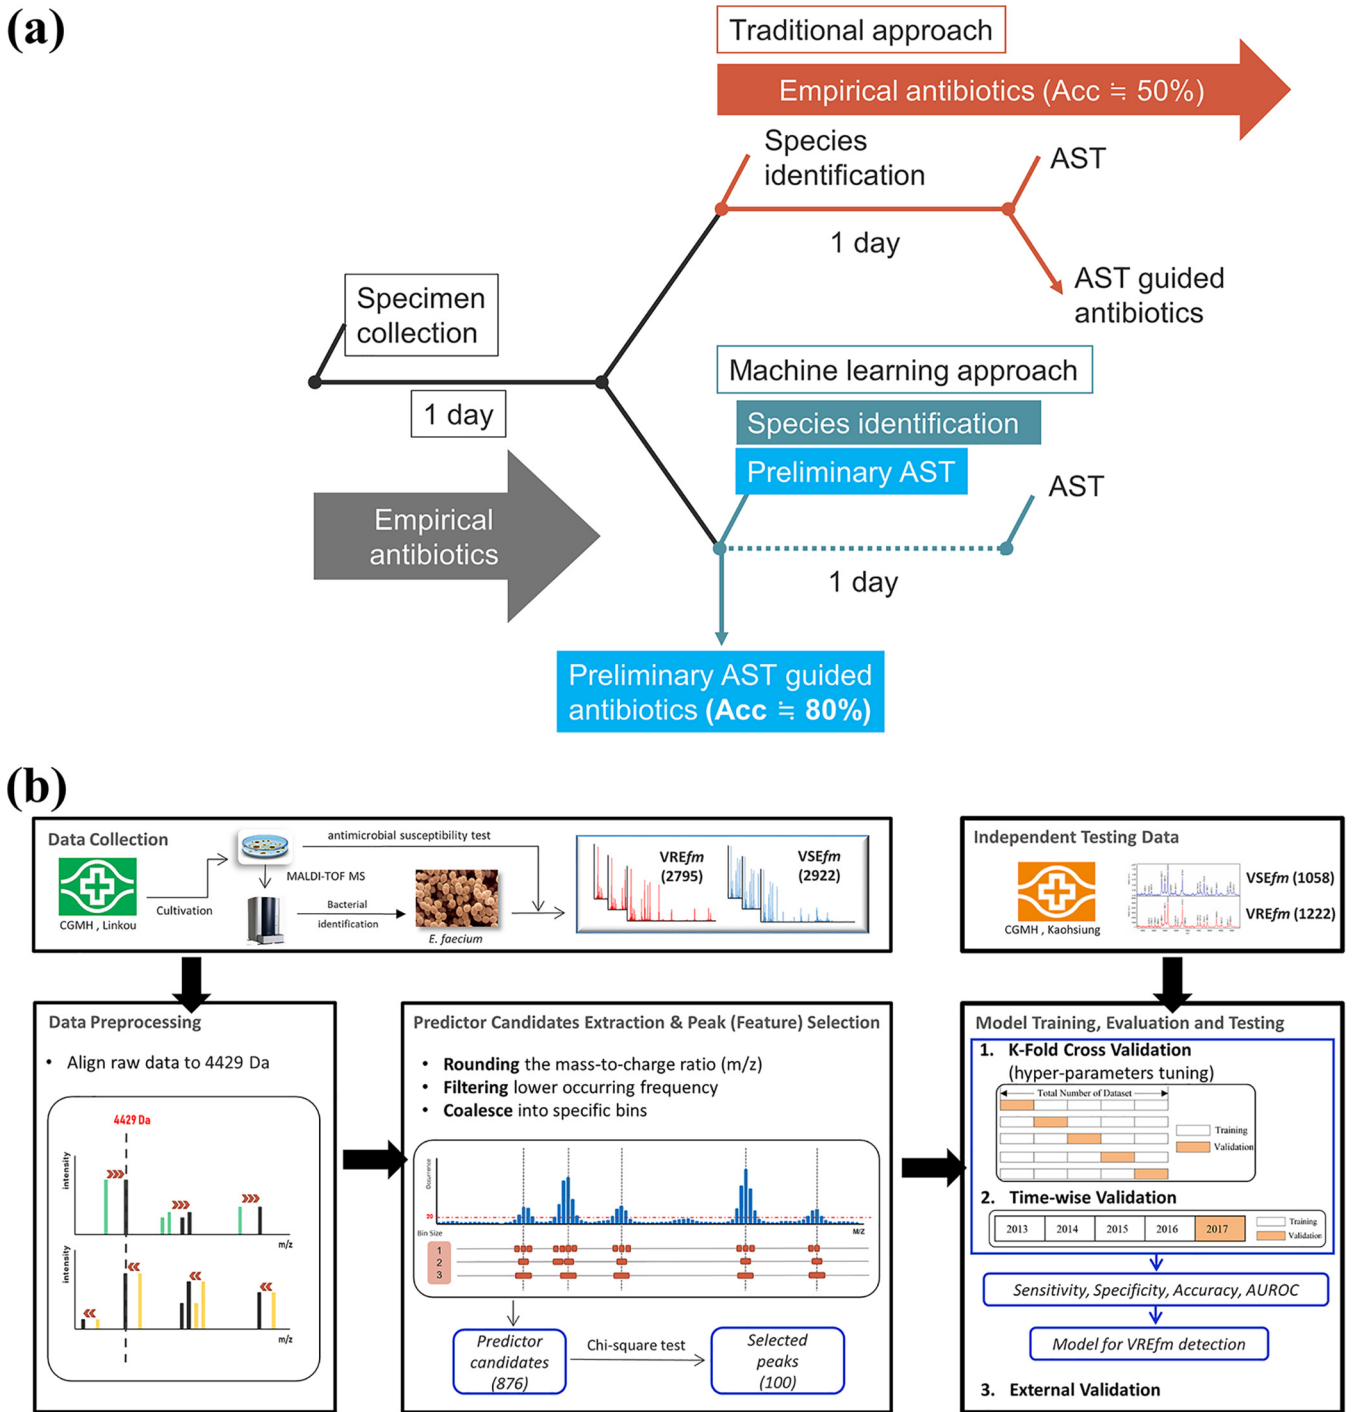 (a)
Traditional approach
Empirical antibiotics (Acc ≒ 50%)
Species
identification
AST
1 day
AST guided
antibiotics
Specimen
collection
1 day
Empirical
antibiotics
Machine learning approach
Species identification
Preliminary AST
AST
1 day
Preliminary AST guided
antibiotics (Acc ≒ 80%)
(b)
Data Collection
CGMH , Linkou
Cultivation
antimicrobial susceptibility test
MALDI-TOF MS
Bacterial
identification
E. faecium
VREfm
(2795)
VSEfm
(2922)
Independent Testing Data
CGMH , Kaohsiung
VSEfm (1058)
VREfm (1222)
Data Preprocessing
• Align raw data to 4429 Da
4429 Da
intensity
m/z
intensity
m/z
Predictor Candidates Extraction & Peak (Feature) Selection
• Rounding the mass-to-charge ratio (m/z)
• Filtering lower occurring frequency
• Coalesce into specific bins
Occurrence
20
M/Z
Bin Size
1
2
3
Predictor
candidates
(876)
Chi-square test
Selected
peaks
(100)
Model Training, Evaluation and Testing
1. K-Fold Cross Validation
(hyper-parameters tuning)
Total Number of Dataset
Training
Validation
2. Time-wise Validation
2013 2014 2015 2016 2017
Training
Validation
Sensitivity, Specificity, Accuracy, AUROC
Model for VREfm detection
3. External Validation